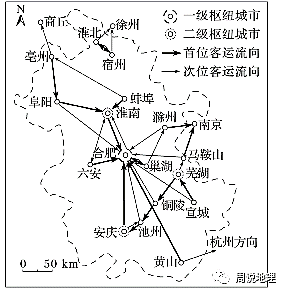 N
商山
徐州
淮北
宿州
亳州
阜阳
蚌埠
淮南
滁州
南京
合肥
巢湖
马鞍山
六安
芜湖
铜陵
宣城
安庆
池州
黄山
杭州方向
一级枢纽城市
二级枢纽城市
首位客运流向
次位客运流向
0 50 km
周说地理